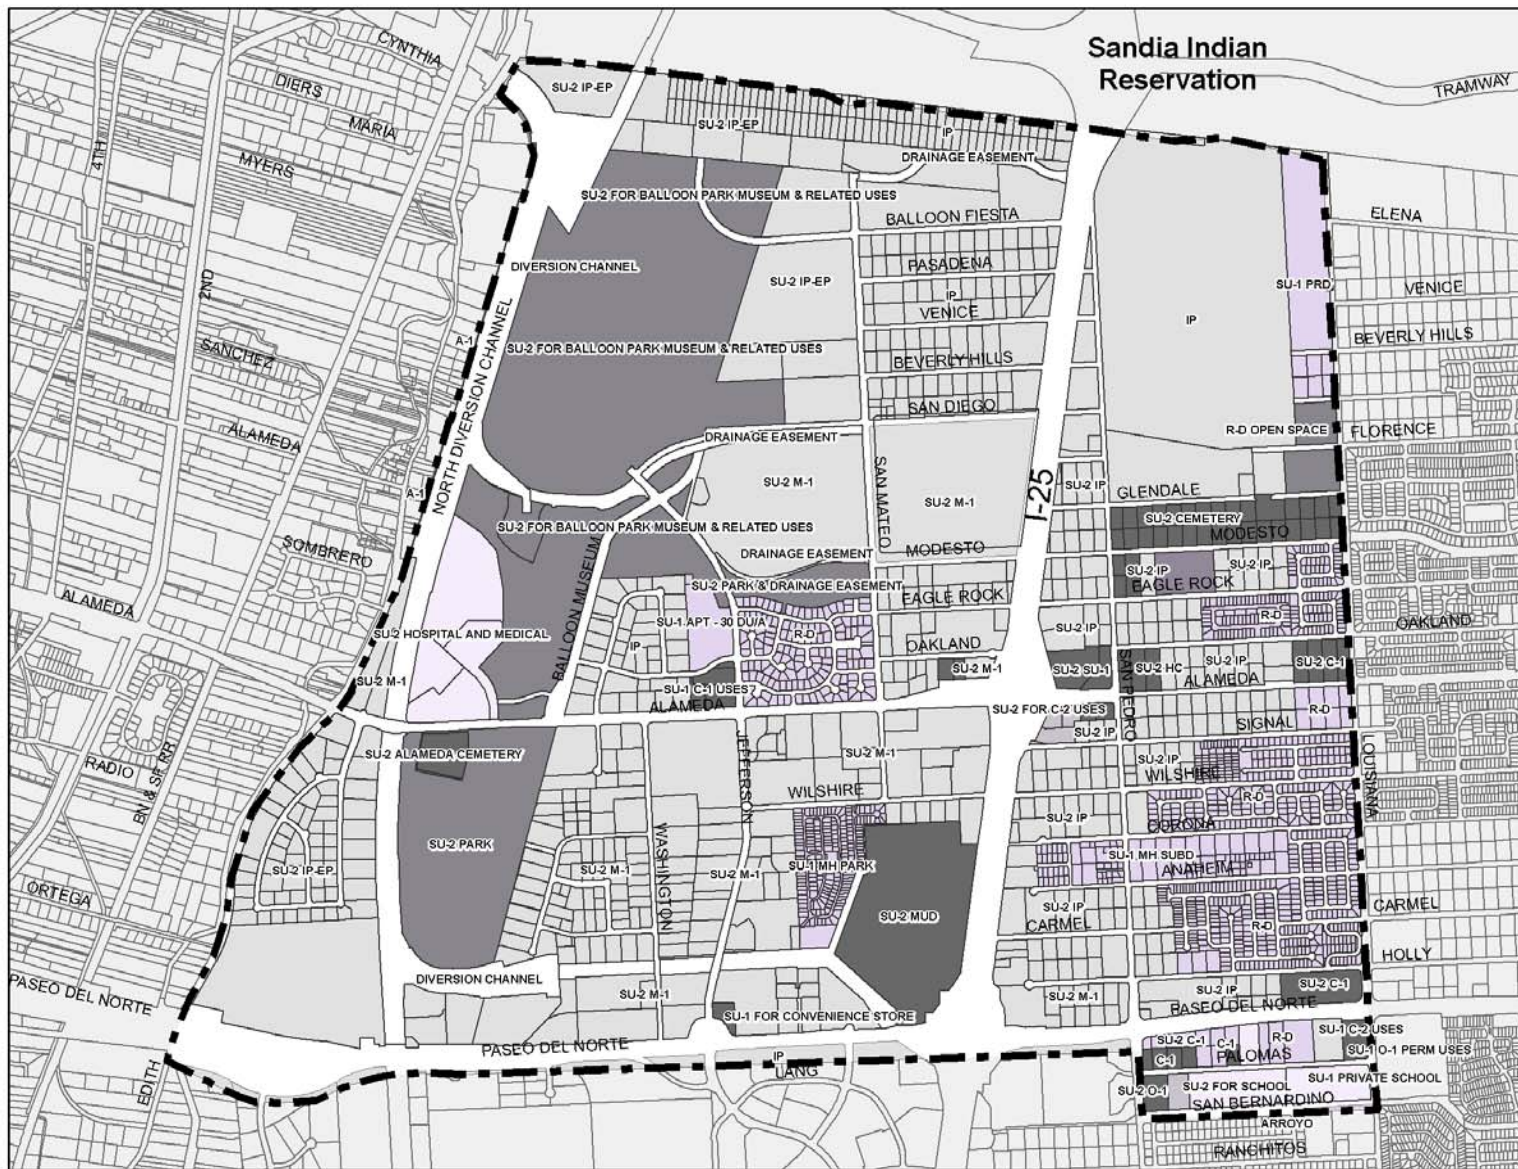 Sandia Indian
Reservation
TRAMWAY
CYNTHIA
DIERS
MARIA
4TH
MYERS
2ND
SANCHEZ
ALAMEDA
SOMBRERO
ALAMEDA
RADIO
BN & SF RR
ORTEGA
PASEO DEL NORTE
EDITH
SU-2 IP-EP
SU-2 IP-EP
IP
DRAINAGE EASEMENT
SU-2 FOR BALLOON PARK MUSEUM & RELATED USES
BALLOON FIESTA
ELENA
DIVERSION CHANNEL
PASADENA
SU-2 IP-EP
SU-1 PRD
VENICE
IP
VENICE
IP
NORTH DIVERSION CHANNEL
A-1
SU-2 FOR BALLOON PARK MUSEUM & RELATED USES
BEVERLY HILLS
BEVERLY HILLS
SAN DIEGO
DRAINAGE EASEMENT
R-D OPEN SPACE
FLORENCE
SAN MATEO
SU-2 M-1
SU-2 M-1
I-25
SU-2 IP
GLENDALE
A-1
SU-2 FOR BALLOON PARK MUSEUM & RELATED USES
SU-2 CEMETERY
MODESTO
MODESTO
DRAINAGE EASEMENT
BALLOON MUSEUM
SU-2 PARK & DRAINAGE EASEMENT
EAGLE ROCK
SU-2 IP
SU-2 IP
EAGLE ROCK
SU-2 HOSPITAL AND MEDICAL
SU-1 APT - 30 DU/A
R-D
SU-2 IP
R-D
OAKLAND
IP
OAKLAND
SU-2 M-1
SU-2 SU-1
SAN PEDRO
SU-2 HC
SU-2 IP
SU-2 C-1
SU-2 M-1
SU-1 C-1 USES
ALAMEDA
ALAMEDA
SU-2 FOR C-2 USES
R-D
SIGNAL
SU-2 IP
SU-2 ALAMEDA CEMETERY
JEFFERSON
SU-2 M-1
SU-2 IP
WILSHIRE
LOUISIANA
WILSHIRE
R-D
SU-2 IP
CORONA
SU-2 PARK
WASHINGTON
SU-2 IP-EP
SU-2 M-1
SU-2 M-1
SU-1 MH PARK
SU-1 MH SUBD
ANAHEIM
SU-2 MUD
SU-2 IP
CARMEL
CARMEL
R-D
HOLLY
DIVERSION CHANNEL
SU-2 M-1
SU-2 M-1
SU-2 IP
SU-2 C-1
PASEO DEL NORTE
SU-1 FOR CONVENIENCE STORE
PASEO DEL NORTE
IP
LANG
SU-2 C-1
C-1
R-D
SU-1 C-2 USES
C-1
PALOMAS
SU-1 O-1 PERM USES
SU-2 O-1
SU-2 FOR SCHOOL
SU-1 PRIVATE SCHOOL
SAN BERNARDINO
ARROYO
RANCHITOS